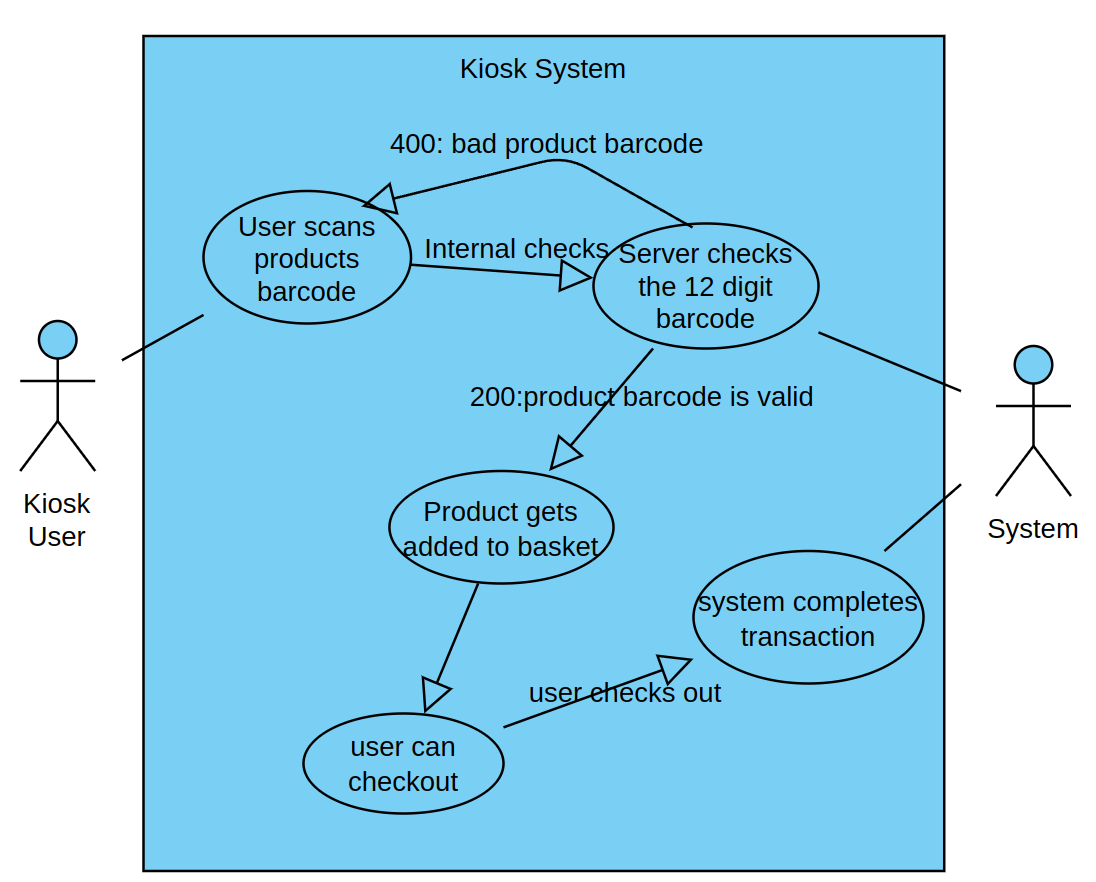 Kiosk System
400: bad product barcode
User scans
products
barcode
Internal checks
Server checks
the 12 digit
barcode
200:product barcode is valid
Kiosk
User
System
Product gets
added to basket
system completes
transaction
user checks out
user can
checkout